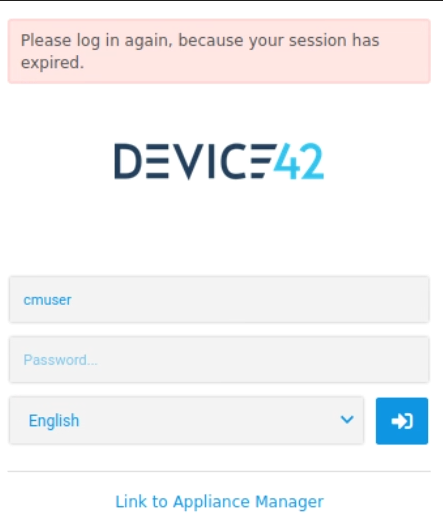 Please log in again, because your session has
expired.
DEVICE42
cmuser
Password...
English
Link to Appliance Manager